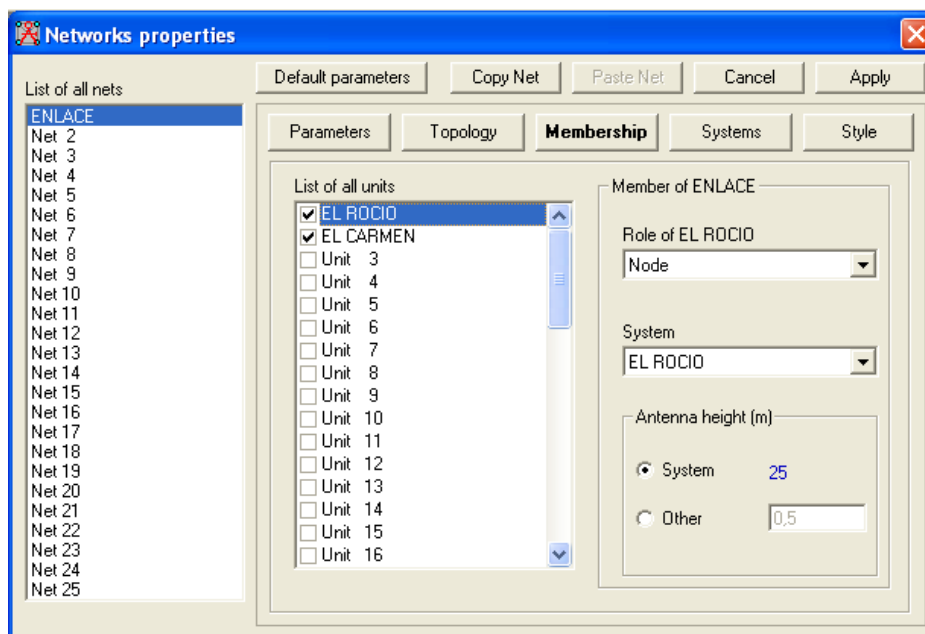 Networks properties
List of all nets
Default parameters
Copy Net
Paste Net
Cancel
Apply
ENLACE
Net 2
Net 3
Net 4
Net 5
Net 6
Net 7
Net 8
Net 9
Net 10
Net 11
Net 12
Net 13
Net 14
Net 15
Net 16
Net 17
Net 18
Net 19
Net 20
Net 21
Net 22
Net 23
Net 24
Net 25
Parameters
Topology
Membership
Systems
Style
List of all units
EL ROCIO
EL CARMEN
Unit 3
Unit 4
Unit 5
Unit 6
Unit 7
Unit 8
Unit 9
Unit 10
Unit 11
Unit 12
Unit 13
Unit 14
Unit 15
Unit 16
Member of ENLACE
Role of EL ROCIO
Node
System
EL ROCIO
Antenna height (m)
System 25
Other 0,5